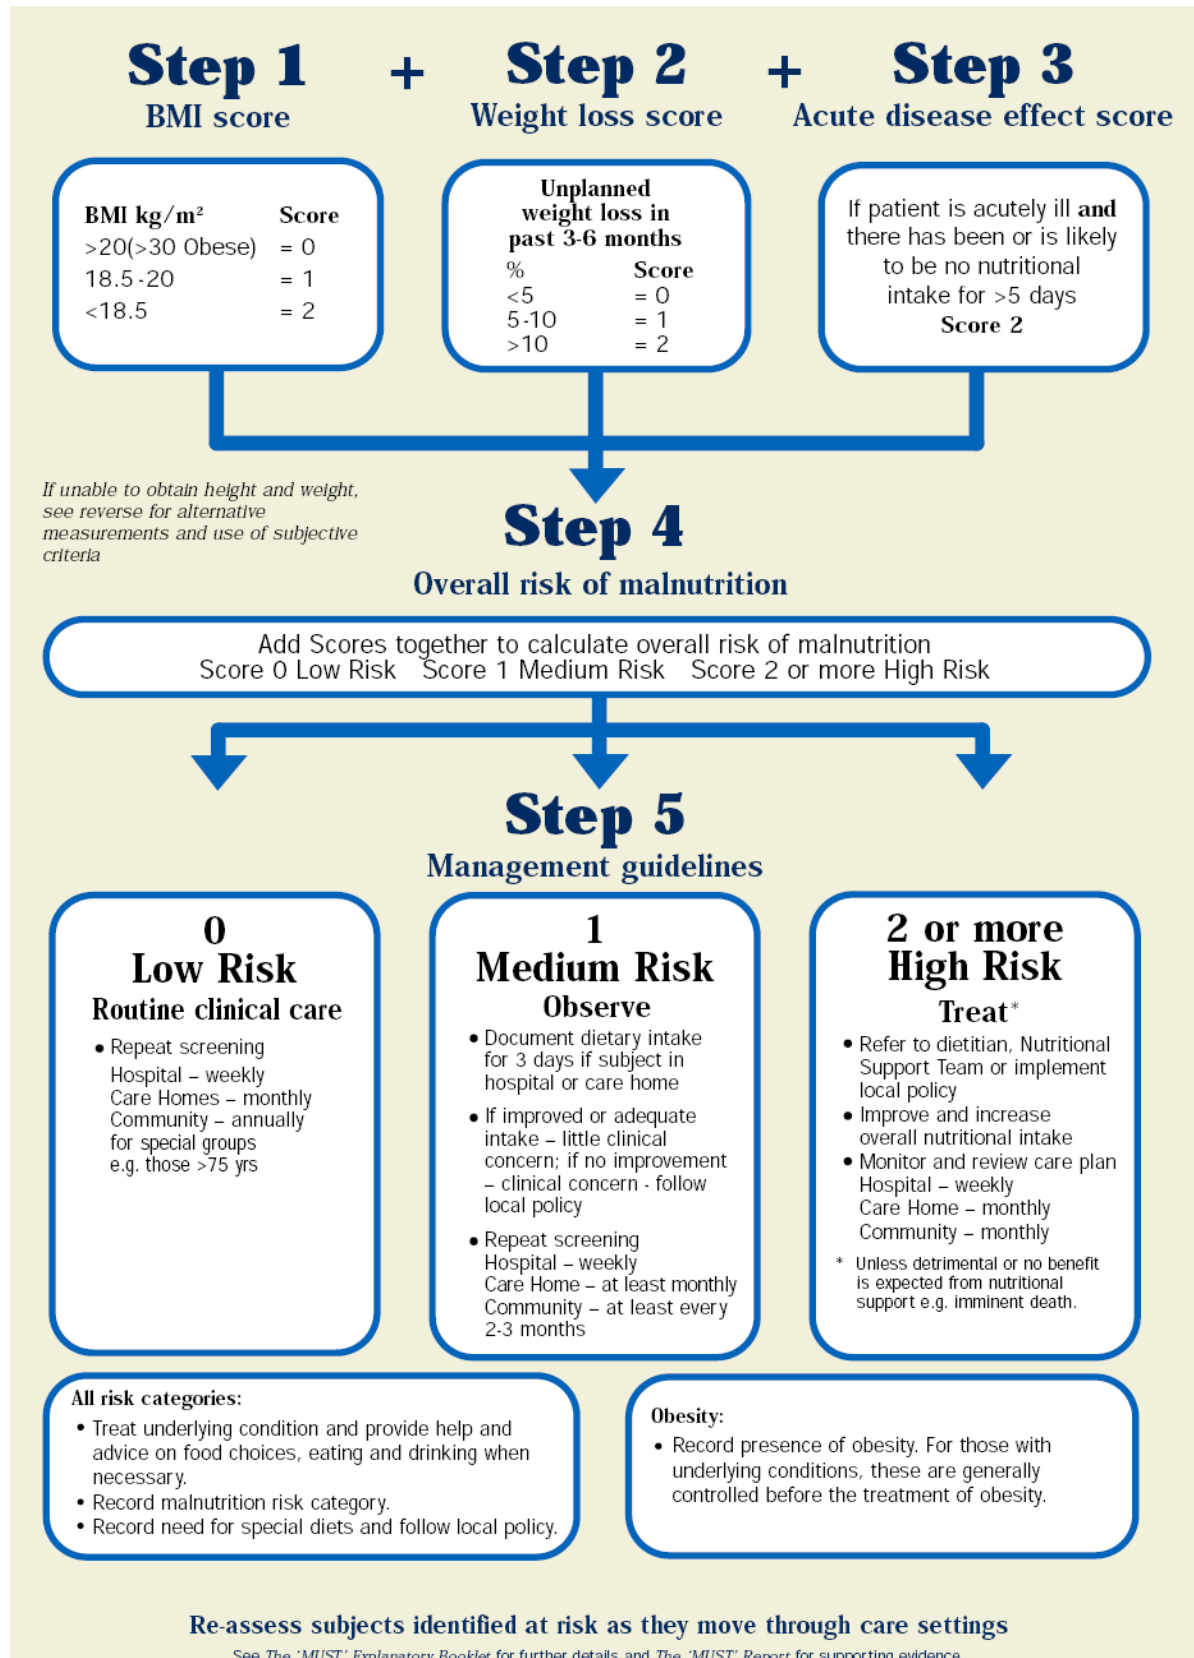 Step 1 + Step 2 + Step 3
BMI score
Weight loss score
Acute disease effect score
BMI kg/m² Score
>20(>30 Obese) = 0
18.5-20 = 1
<18.5 = 2
Unplanned
weight loss in
past 3-6 months
% Score
<5 = 0
5-10 = 1
>10 = 2
If patient is acutely ill and
there has been or is likely
to be no nutritional
intake for >5 days
Score 2
If unable to obtain height and weight,
see reverse for alternative
measurements and use of subjective
criteria
Step 4
Overall risk of malnutrition
Add Scores together to calculate overall risk of malnutrition
Score 0 Low Risk Score 1 Medium Risk Score 2 or more High Risk
Step 5
Management guidelines
0
Low Risk
Routine clinical care
• Repeat screening
Hospital – weekly
Care Homes – monthly
Community – annually
for special groups
e.g. those >75 yrs
1
Medium Risk
Observe
• Document dietary intake
for 3 days if subject in
hospital or care home
• If improved or adequate
intake – little clinical
concern; if no improvement
– clinical concern - follow
local policy
• Repeat screening
Hospital – weekly
Care Home – at least monthly
Community – at least every
2-3 months
2 or more
High Risk
Treat*
• Refer to dietitian, Nutritional
Support Team or implement
local policy
• Improve and increase
overall nutritional intake
• Monitor and review care plan
Hospital – weekly
Care Home – monthly
Community – monthly
* Unless detrimental or no benefit
is expected from nutritional
support e.g. imminent death.
All risk categories:
• Treat underlying condition and provide help and
advice on food choices, eating and drinking when
necessary.
• Record malnutrition risk category.
• Record need for special diets and follow local policy.
Obesity:
• Record presence of obesity. For those with
underlying conditions, these are generally
controlled before the treatment of obesity.
Re-assess subjects identified at risk as they move through care settings
See The 'MUST' Explanatory Booklet for further details and The 'MUST' Report for supporting evidence.